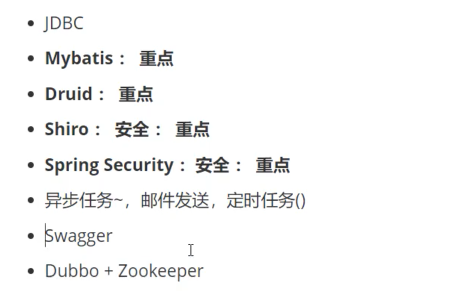 JDBC
Mybatis： 重点
Druid： 重点
Shiro： 安全： 重点
Spring Security：安全： 重点
异步任务~，邮件发送，定时任务()
Swagger
Dubbo + Zookeeper